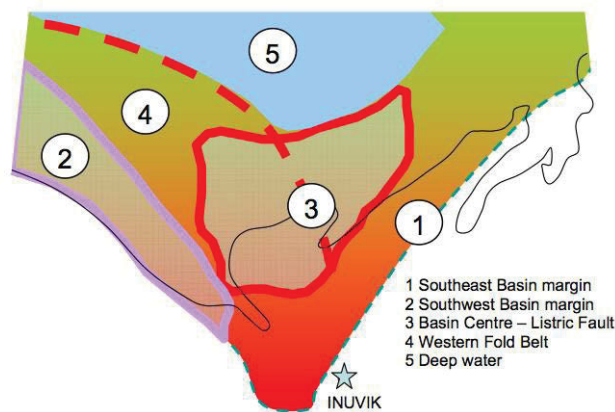 5
4
2
3
1
1 Southeast Basin margin
2 Southwest Basin margin
3 Basin Centre – Listric Fault
4 Western Fold Belt
5 Deep water
INUVIK